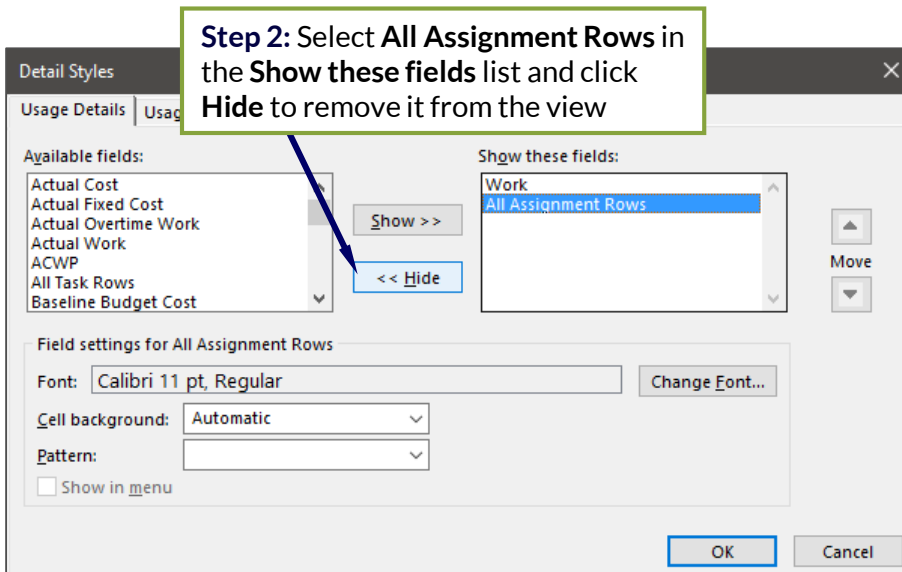 Step 2: Select All Assignment Rows in
the Show these fields list and click
Hide to remove it from the view
Detail Styles
Usage Details
Available fields:
Actual Cost
Actual Fixed Cost
Actual Overtime Work
Actual Work
ACWP
All Task Rows
Baseline Budget Cost
Show >>
<< Hide
Show these fields:
Work
All Assignment Rows
Move
Field settings for All Assignment Rows
Font: Calibri 11 pt, Regular
Change Font...
Cell background: Automatic
Pattern:
Show in menu
OK
Cancel